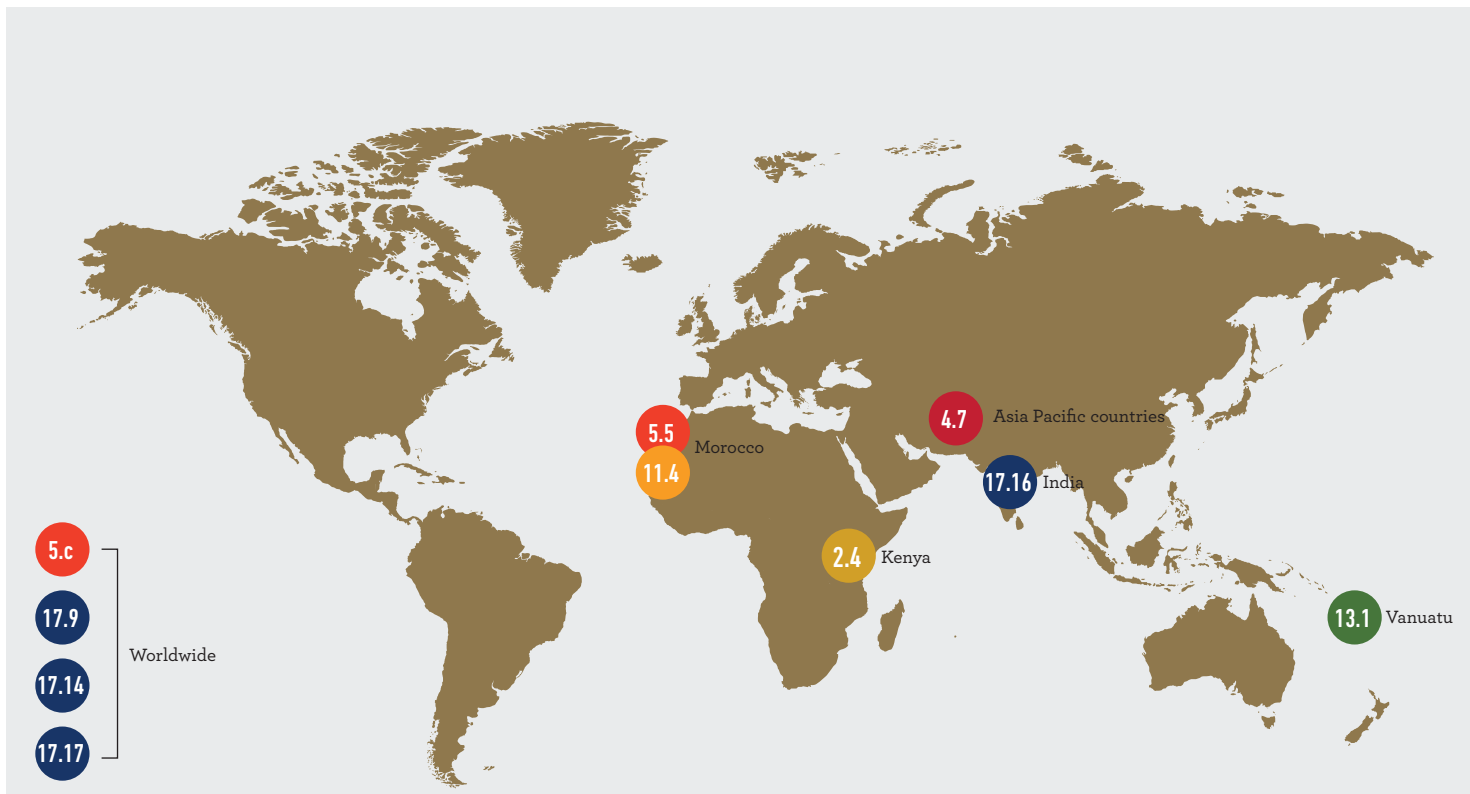 4.7
Asia Pacific countries
5.5
Morocco
11.4
17.16
India
2.4
Kenya
5.c
17.9
17.14
17.17
Worldwide
13.1
Vanuatu